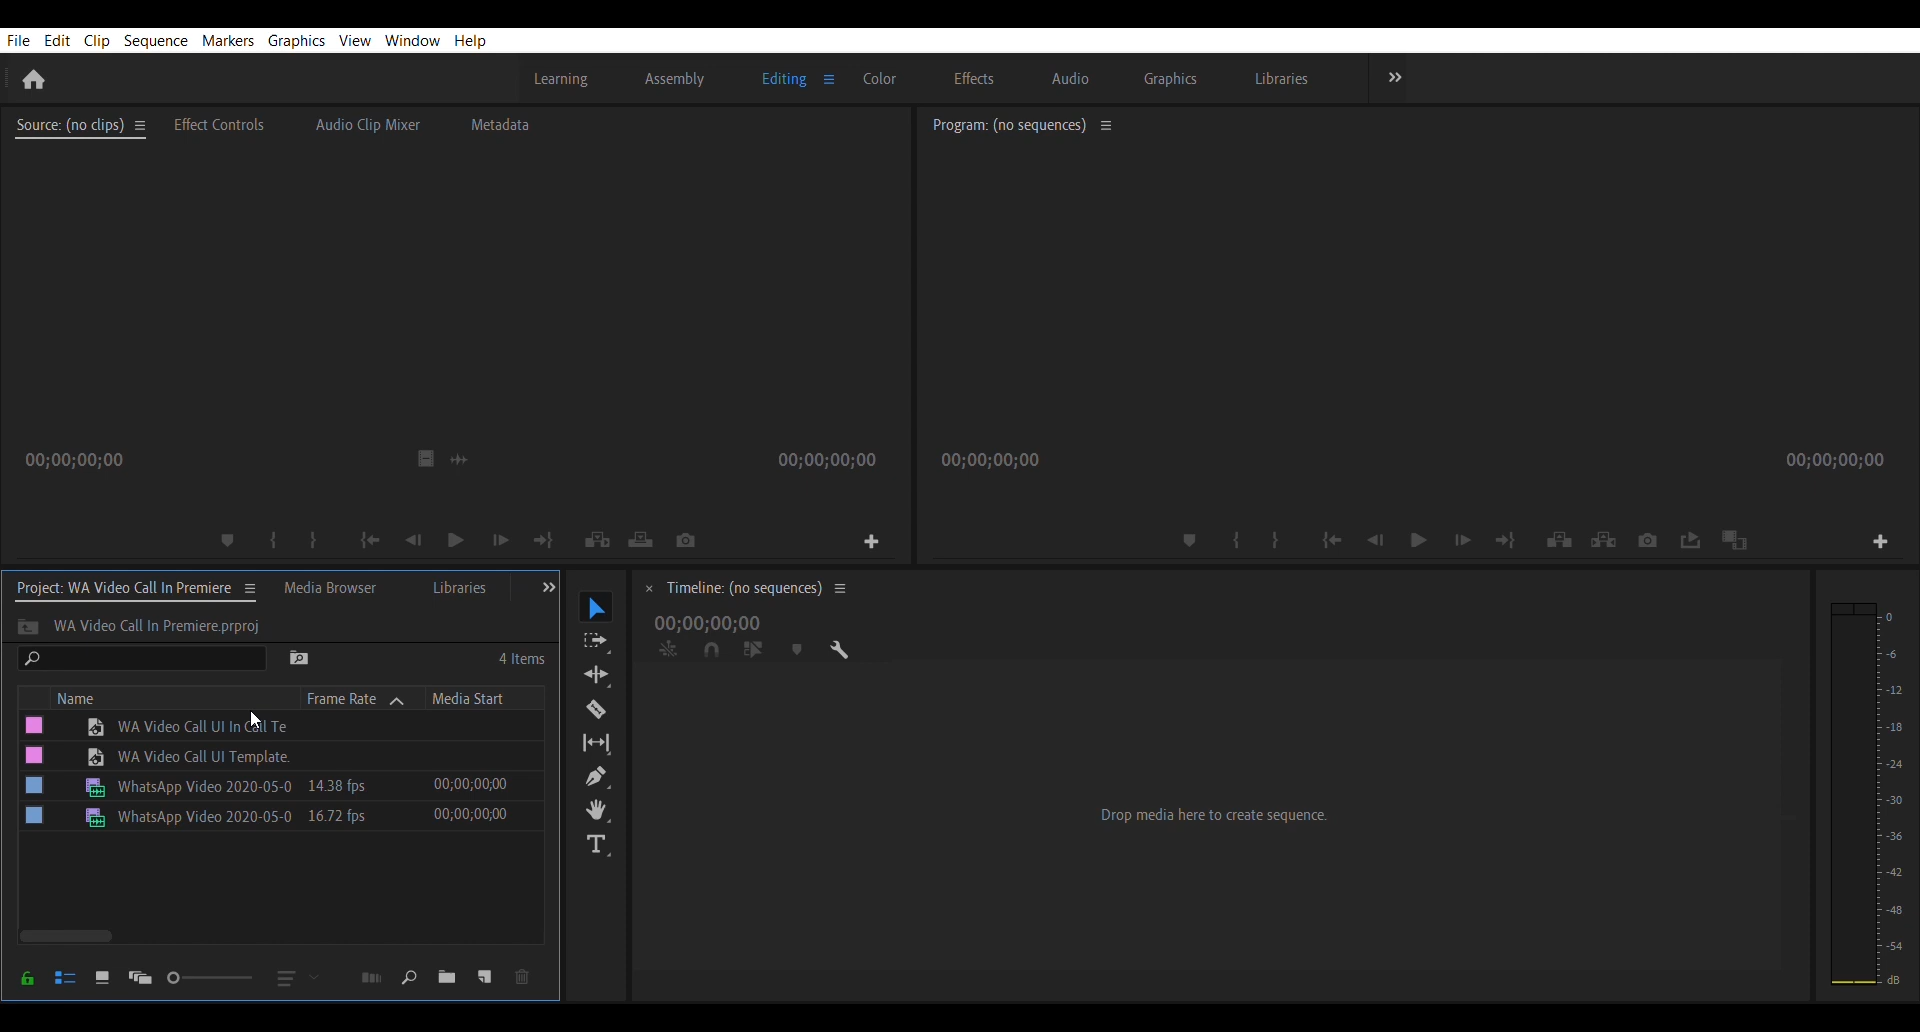 File Edit Clip Sequence Markers Graphics View Window Help
Learning Assembly Editing Color Effects Audio Graphics Libraries
Source: (no clips) Effect Controls Audio Clip Mixer Metadata
Program: (no sequences)
00;00;00;00 00;00;00;00
00;00;00;00 00;00;00;00
Project: WA Video Call In Premiere Media Browser Libraries
WA Video Call In Premiere.prproj
4 Items
Name Frame Rate Media Start
WA Video Call UI In Call Te
WA Video Call UI Template.
WhatsApp Video 2020-05-0 14.38 fps 00;00;00;00
WhatsApp Video 2020-05-0 16.72 fps 00;00;00;00
Timeline: (no sequences)
00;00;00;00
Drop media here to create sequence.
0
-6
-12
-18
-24
-30
-36
-42
-48
-54
dB